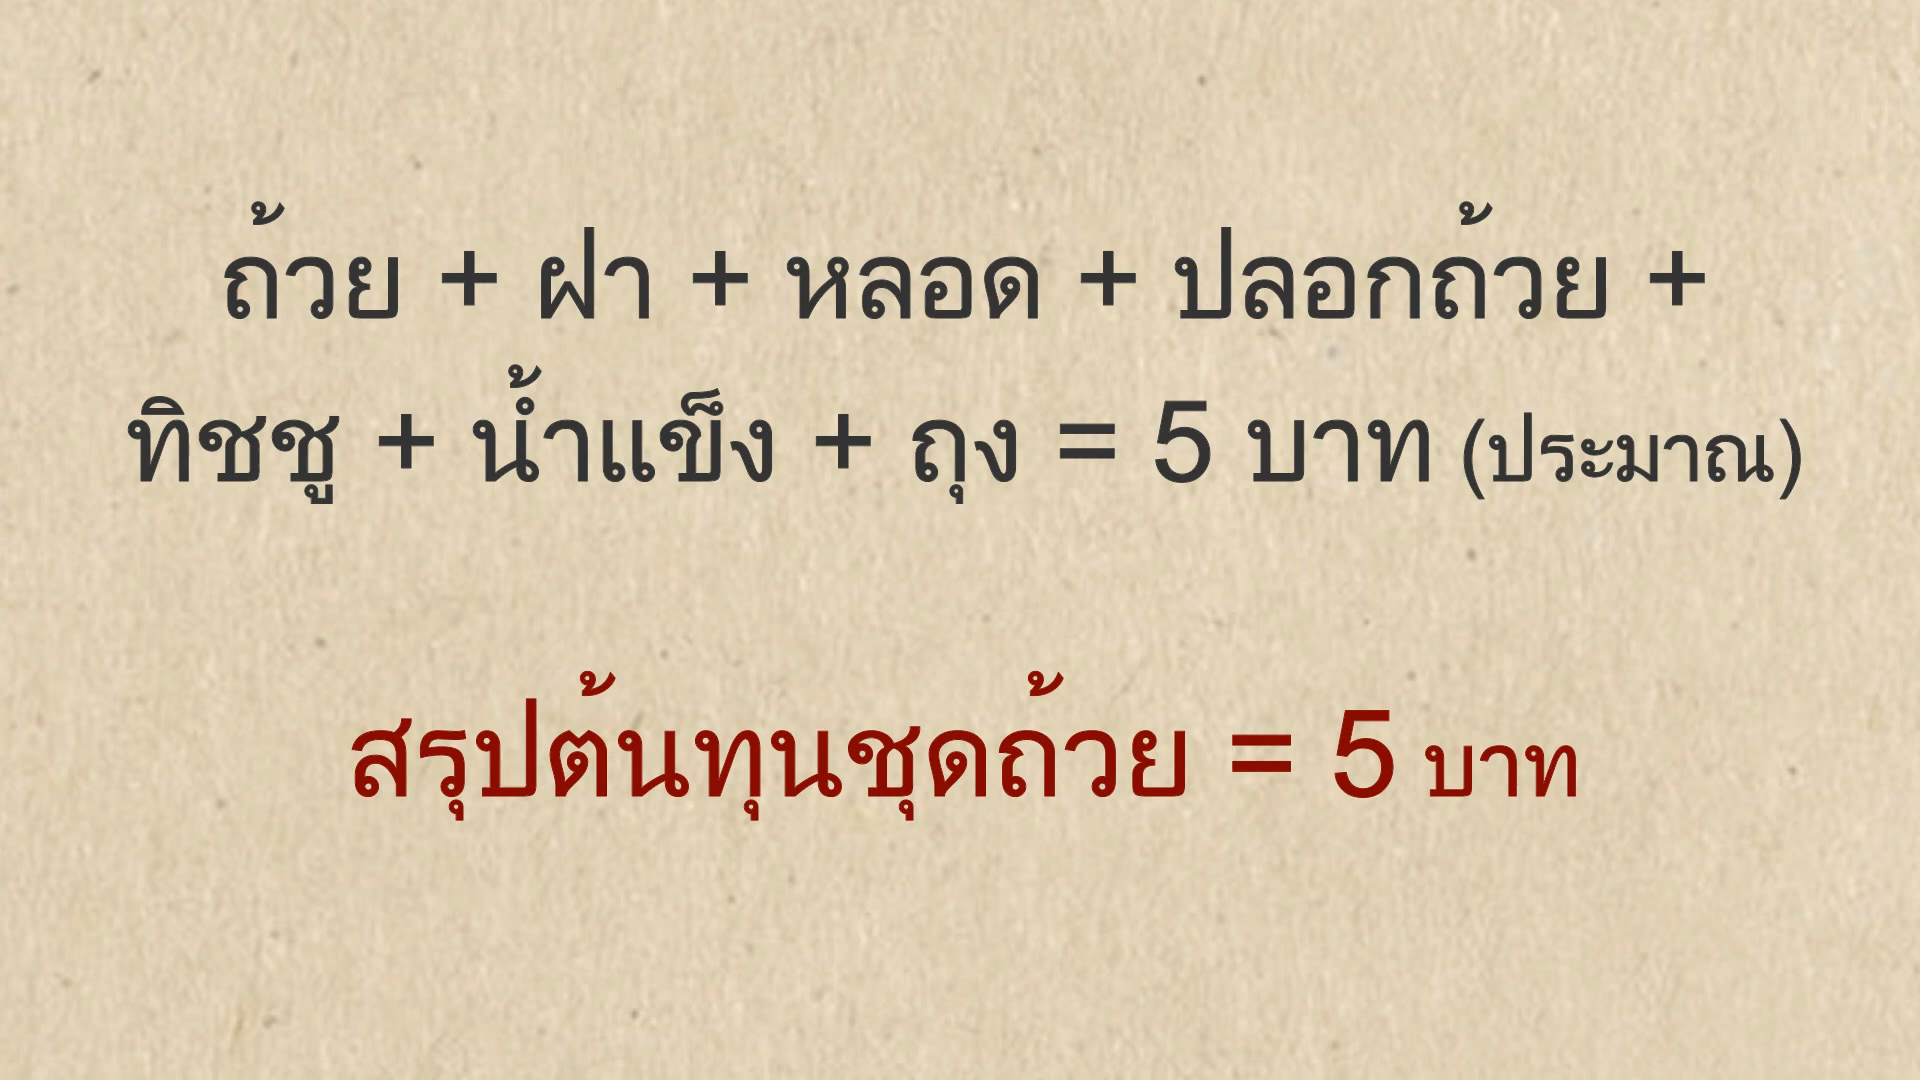 ถ้วย + ฝา + หลอด + ปลอกถ้วย +
ทิชชู + น้ำแข็ง + ถุง = 5 บาท (ประมาณ)
สรุปต้นทุนชุดถ้วย = 5 บาท